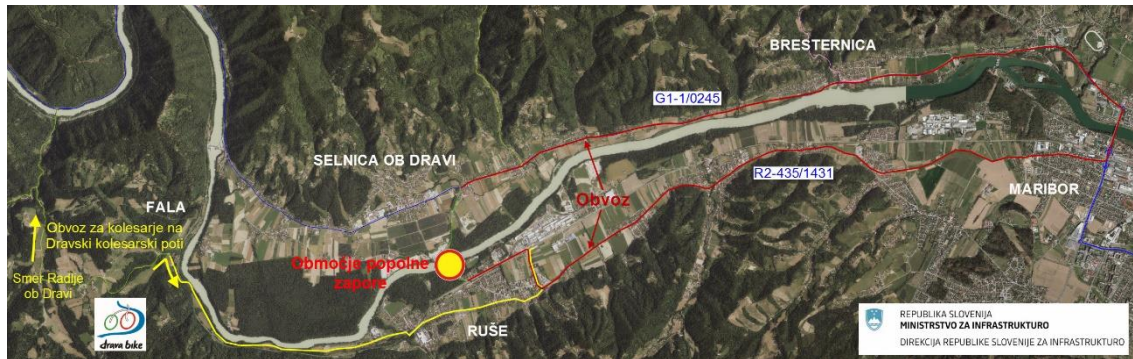 BRESTERNICA
G1-1/0245
SELNICA OB DRAVI
R2-435/1431
MARIBOR
FALA
Obvoz
Obvoz za kolesarje na
Dravski kolesarski poti
Območje popolne
zapore
Smer Radlje
ob Dravi
RUŠE
drava bike
REPUBLIKA SLOVENIJA
MINISTRSTVO ZA INFRASTRUKTURO
DIREKCIJA REPUBLIKE SLOVENIJE ZA INFRASTRUKTURO